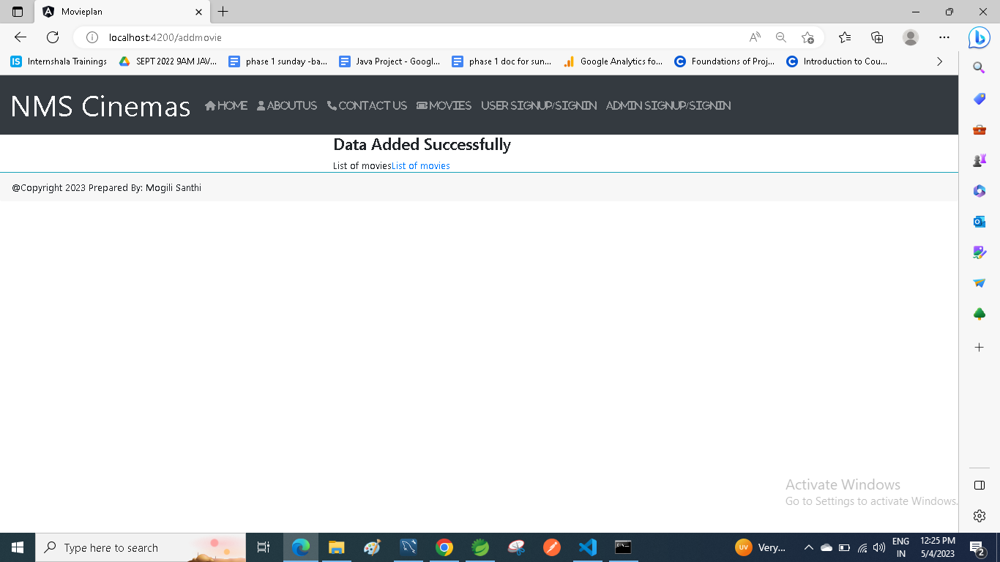 Movieplan
localhost:4200/addmovie
Internshala Trainings SEPT 2022 9AM JAV... phase 1 sunday -ba... Java Project - Googl... phase 1 doc for sun... Google Analytics fo... Foundations of Proj... Introduction to Cou...
NMS Cinemas HOME ABOUTUS CONTACT US MOVIES USER SIGNUP/SIGNIN ADMIN SIGNUP/SIGNIN
Data Added Successfully
List of moviesList of movies
@Copyright 2023 Prepared By: Mogili Santhi
Activate Windows
Go to Settings to activate Windows.
Type here to search
UV Very...
ENG
IN
12:25 PM
5/4/2023
2